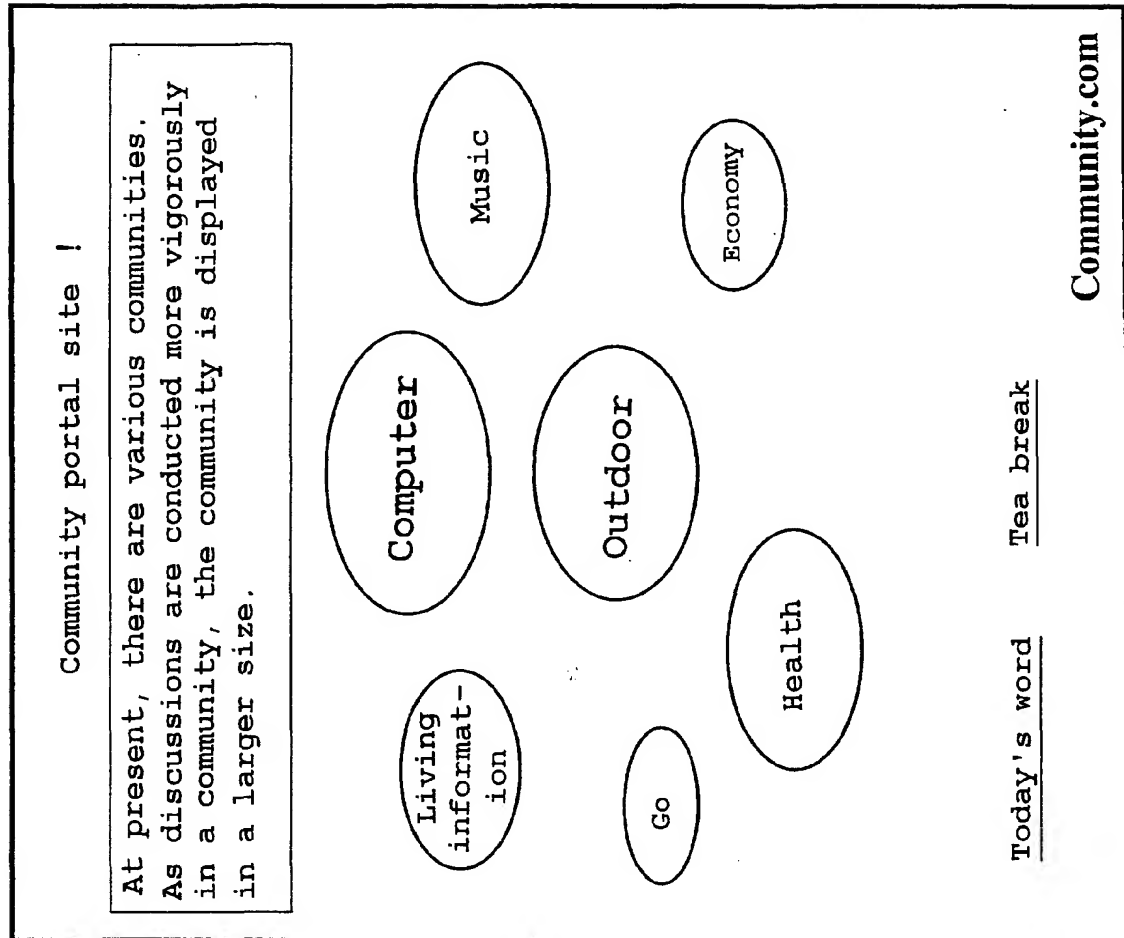 Community portal site !
At present, there are various communities.
As discussions are conducted more vigorously
in a community, the community is displayed
in a larger size.
Living
informat-
ion
Computer
Music
Go
Outdoor
Economy
Health
Today's word
Tea break
Community.com